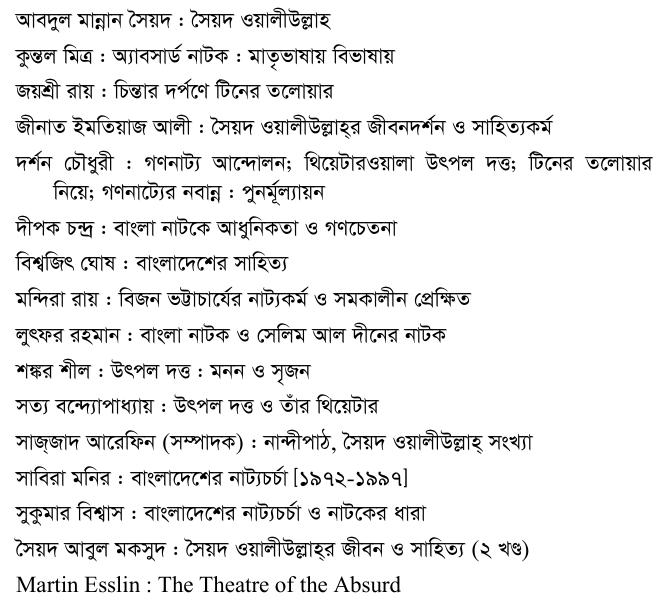 আবদুল মান্নান সৈয়দ : সৈয়দ ওয়ালীউল্লাহ
কুন্তল মিত্র : অ্যাবসার্ড নাটক : মাতৃভাষায় বিভাষায়
জয়শ্রী রায় : চিন্তার দর্পণে টিনের তলোয়ার
জীনাত ইমতিয়াজ আলী : সৈয়দ ওয়ালীউল্লাহ্‌র জীবনদর্শন ও সাহিত্যকর্ম
দর্শন চৌধুরী : গণনাট্য আন্দোলন; থিয়েটারওয়ালা উৎপল দত্ত; টিনের তলোয়ার
নিয়ে; গণনাট্যের নবান্ন : পুনর্মূল্যায়ন
দীপক চন্দ্র : বাংলা নাটকে আধুনিকতা ও গণচেতনা
বিশ্বজিৎ ঘোষ : বাংলাদেশের সাহিত্য
মন্দিরা রায় : বিজন ভট্টাচার্যের নাট্যকর্ম ও সমকালীন প্রেক্ষিত
লুৎফর রহমান : বাংলা নাটক ও সেলিম আল দীনের নাটক
শঙ্কর শীল : উৎপল দত্ত : মনন ও সৃজন
সত্য বন্দ্যোপাধ্যায় : উৎপল দত্ত ও তাঁর থিয়েটার
সাজ্‌জাদ আরেফিন (সম্পাদক) : নান্দীপাঠ, সৈয়দ ওয়ালীউল্লাহ্ সংখ্যা
সাবিরা মনির : বাংলাদেশের নাট্যচর্চা [১৯৭২-১৯৯৭]
সুকুমার বিশ্বাস : বাংলাদেশের নাট্যচর্চা ও নাটকের ধারা
সৈয়দ আবুল মকসুদ : সৈয়দ ওয়ালীউল্লাহ্‌র জীবন ও সাহিত্য (২ খণ্ড)
Martin Esslin : The Theatre of the Absurd